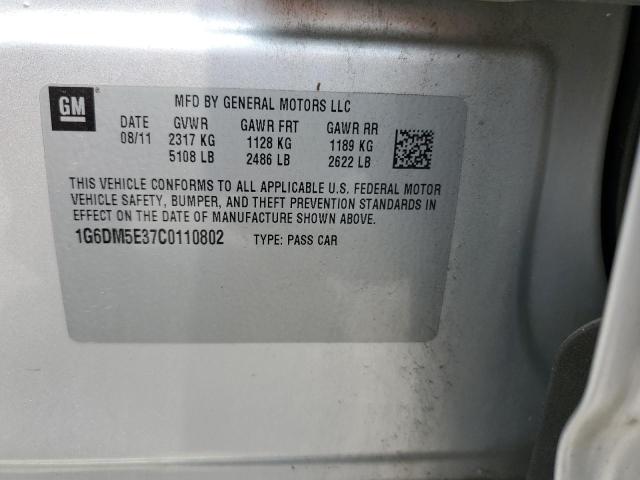 GM
MFD BY GENERAL MOTORS LLC
DATE GVWR GAWR FRT GAWR RR
08/11 2317 KG 1128 KG 1189 KG
5108 LB 2486 LB 2622 LB
THIS VEHICLE CONFORMS TO ALL APPLICABLE U.S. FEDERAL MOTOR
VEHICLE SAFETY, BUMPER, AND THEFT PREVENTION STANDARDS IN
EFFECT ON THE DATE OF MANUFACTURE SHOWN ABOVE.
1G6DM5E37C0110802 TYPE: PASS CAR